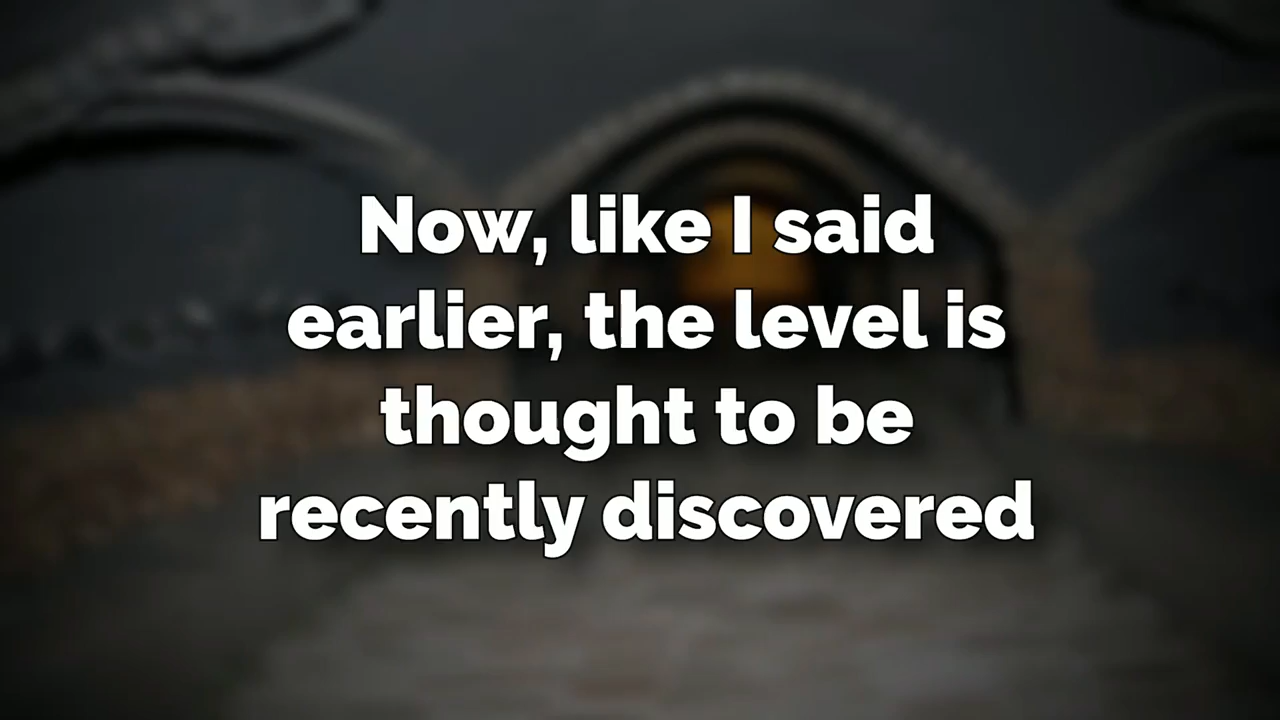 Now, like I said
earlier, the level is
thought to be
recently discovered